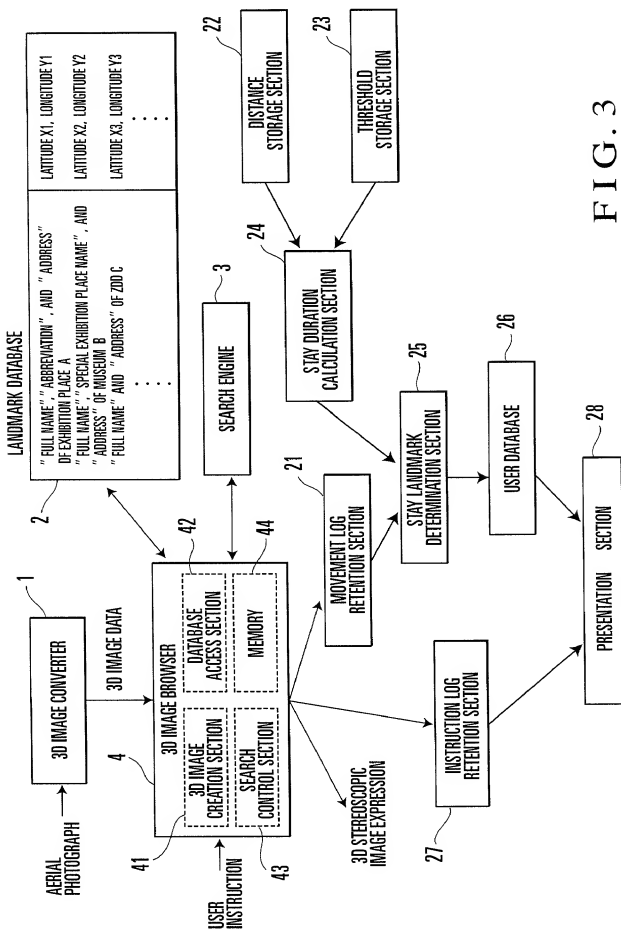 LANDMARK DATABASE
"FULL NAME", "ABBREVIATION", AND "ADDRESS"
OF EXHIBITION PLACE A
LATITUDE X1, LONGITUDE Y1
"FULL NAME", "SPECIAL EXHIBITION PLACE NAME", AND
"ADDRESS" OF MUSEUM B
LATITUDE X2, LONGITUDE Y2
"FULL NAME" AND "ADDRESS" OF ZOO C
LATITUDE X3, LONGITUDE Y3
2
AERIAL
PHOTOGRAPH
3D IMAGE CONVERTER
1
3D IMAGE DATA
4
3D IMAGE BROWSER
41
3D IMAGE
CREATION SECTION
DATABASE
ACCESS SECTION
42
SEARCH
CONTROL SECTION
43
MEMORY
44
USER
INSTRUCTION
SEARCH ENGINE
3
3D STEREOSCOPIC
IMAGE EXPRESSION
MOVEMENT LOG
RETENTION SECTION
21
DISTANCE
STORAGE SECTION
22
THRESHOLD
STORAGE SECTION
23
STAY DURATION
CALCULATION SECTION
24
STAY LANDMARK
DETERMINATION SECTION
25
USER DATABASE
26
INSTRUCTION LOG
RETENTION SECTION
27
PRESENTATION SECTION
28
FIG. 3